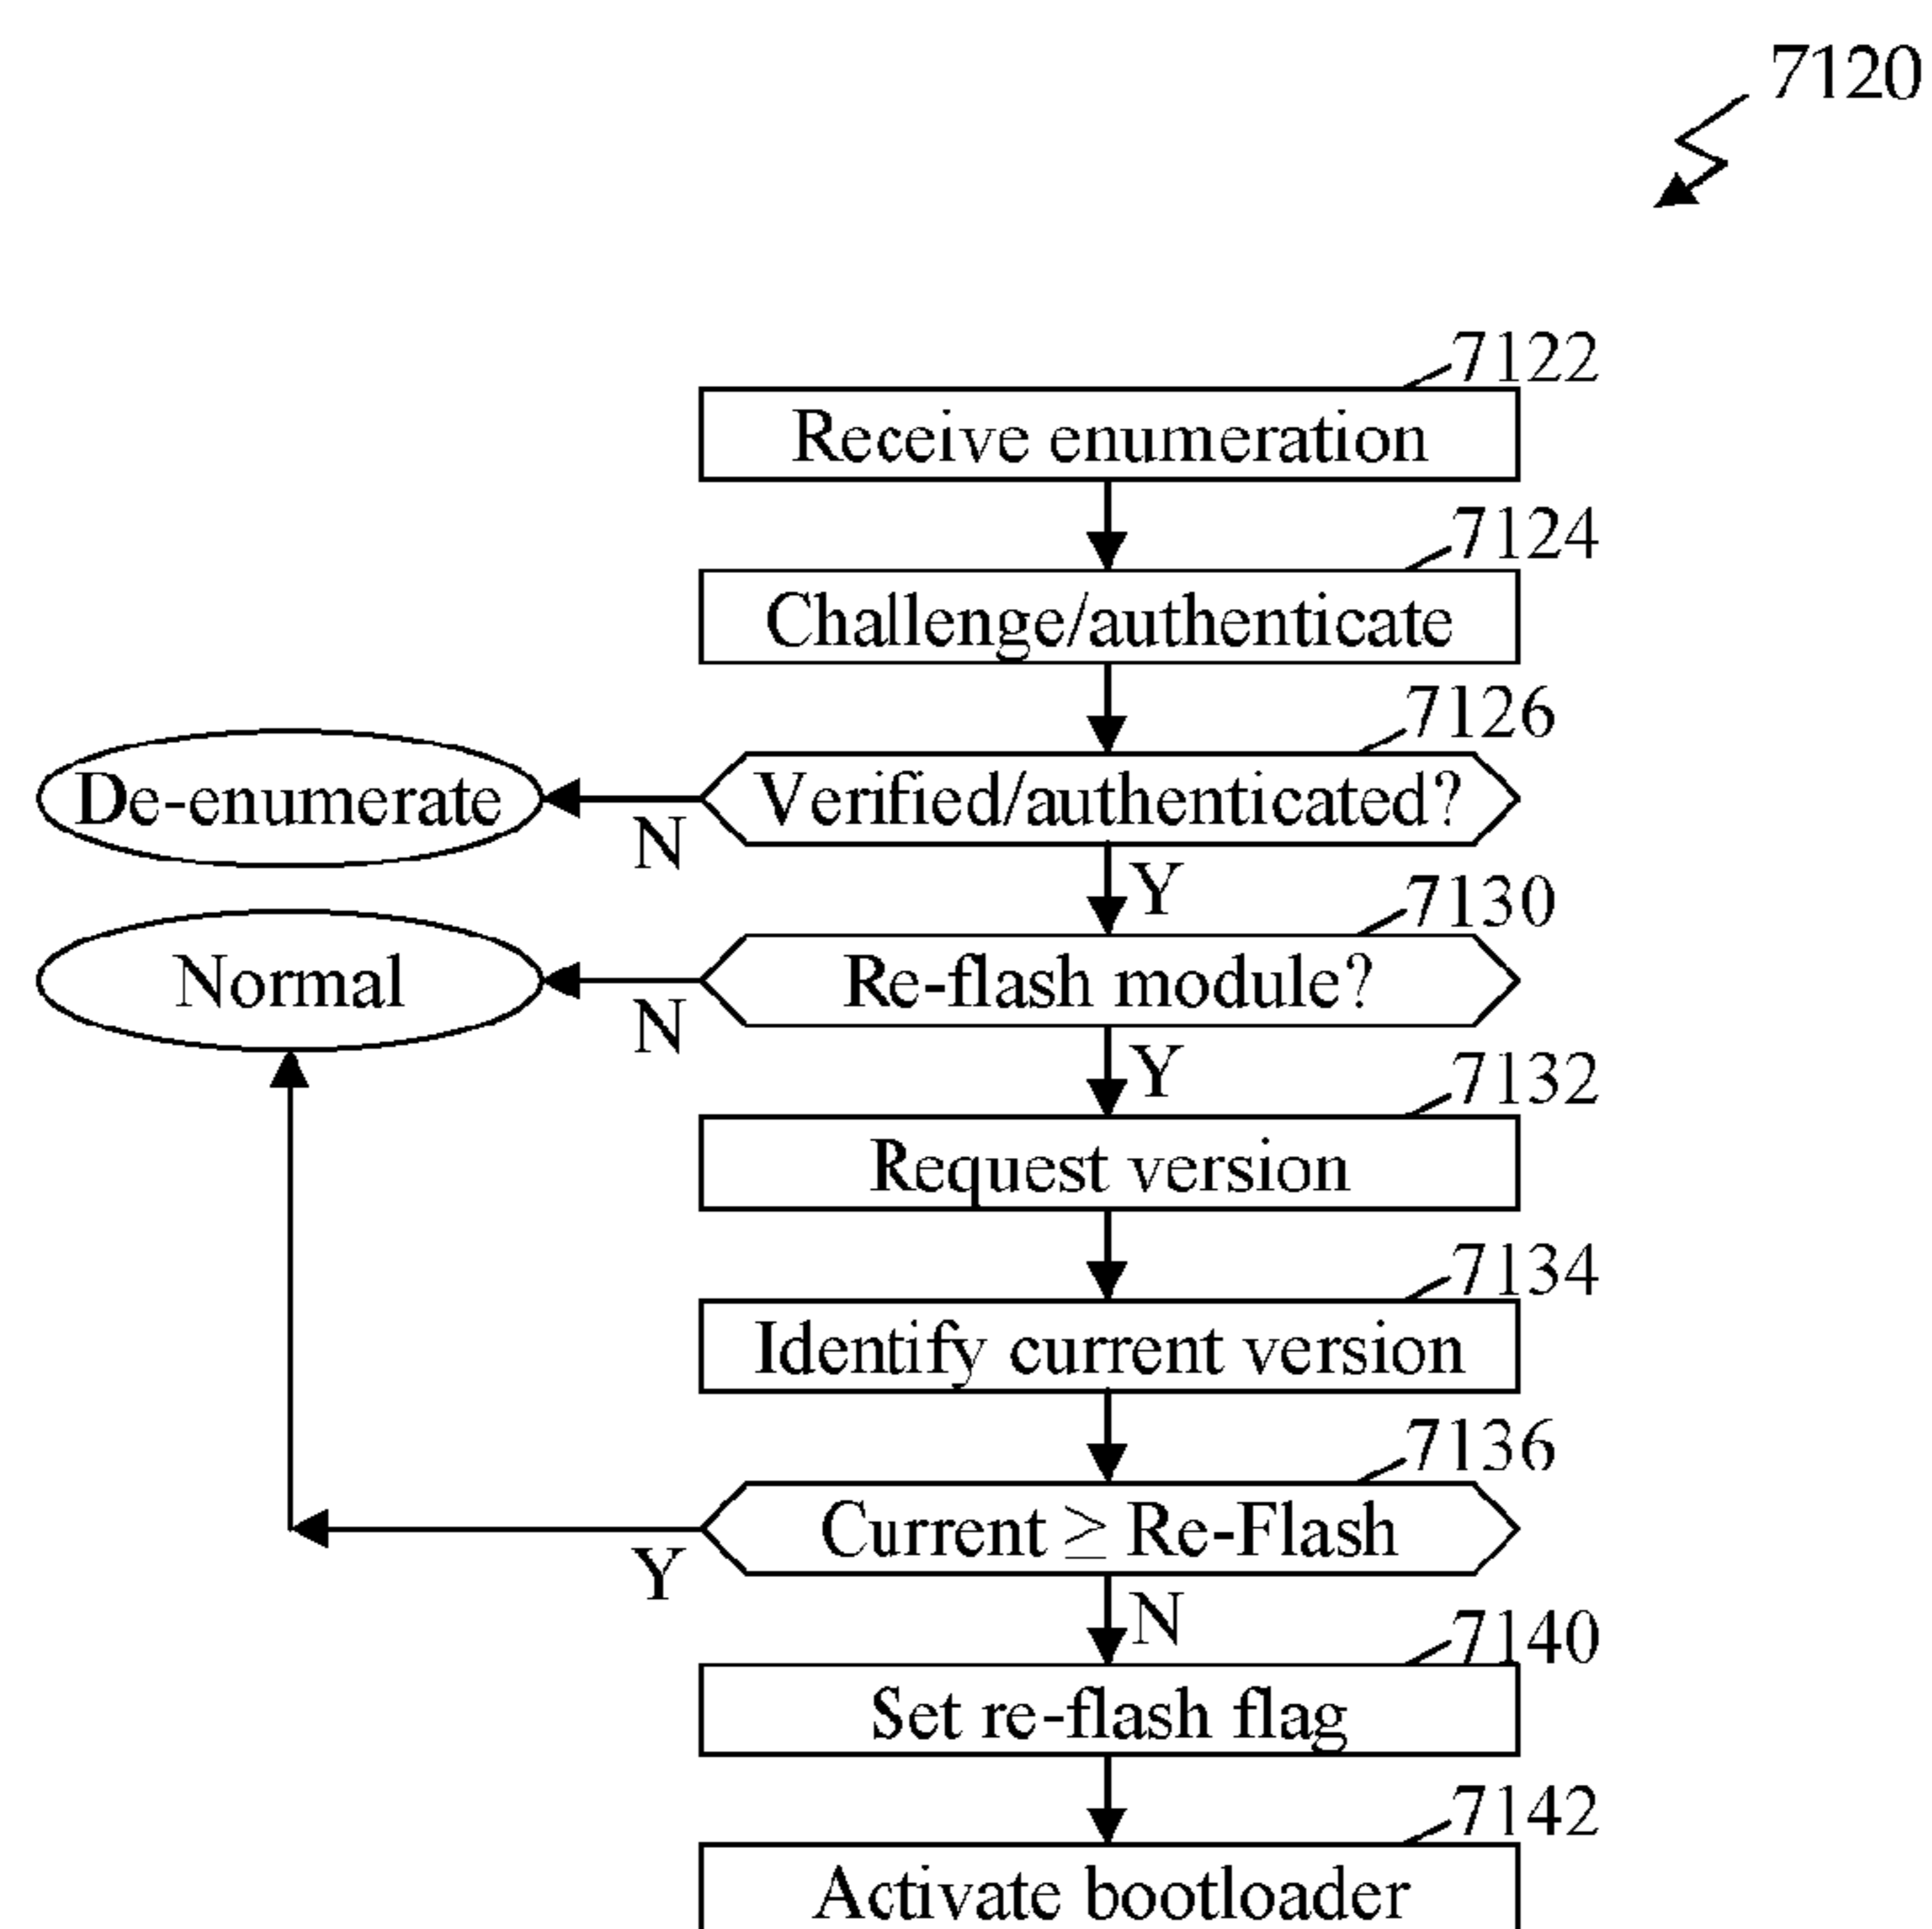 7120
7122
Receive enumeration
7124
Challenge/authenticate
7126
De-enumerate
N
Verified/authenticated?
Y
7130
Normal
N
Re-flash module?
Y
7132
Request version
7134
Identify current version
7136
Current ≥ Re-Flash
Y
N
7140
Set re-flash flag
7142
Activate bootloader